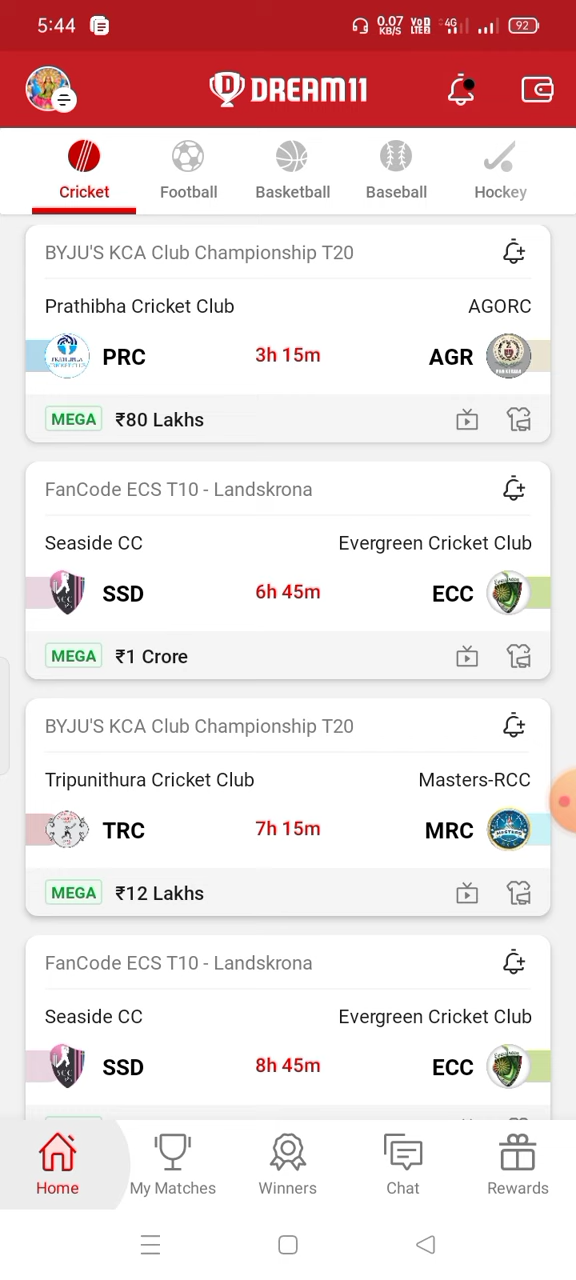 5:44 0.07 KB/S VoD LTE2 4G 92
DREAM11
Cricket Football Basketball Baseball Hockey
BYJU'S KCA Club Championship T20
Prathibha Cricket Club AGORC
PRC 3h 15m AGR
MEGA ₹80 Lakhs
FanCode ECS T10 - Landskrona
Seaside CC Evergreen Cricket Club
SSD 6h 45m ECC
MEGA ₹1 Crore
BYJU'S KCA Club Championship T20
Tripunithura Cricket Club Masters-RCC
TRC 7h 15m MRC
MEGA ₹12 Lakhs
FanCode ECS T10 - Landskrona
Seaside CC Evergreen Cricket Club
SSD 8h 45m ECC
Home My Matches Winners Chat Rewards